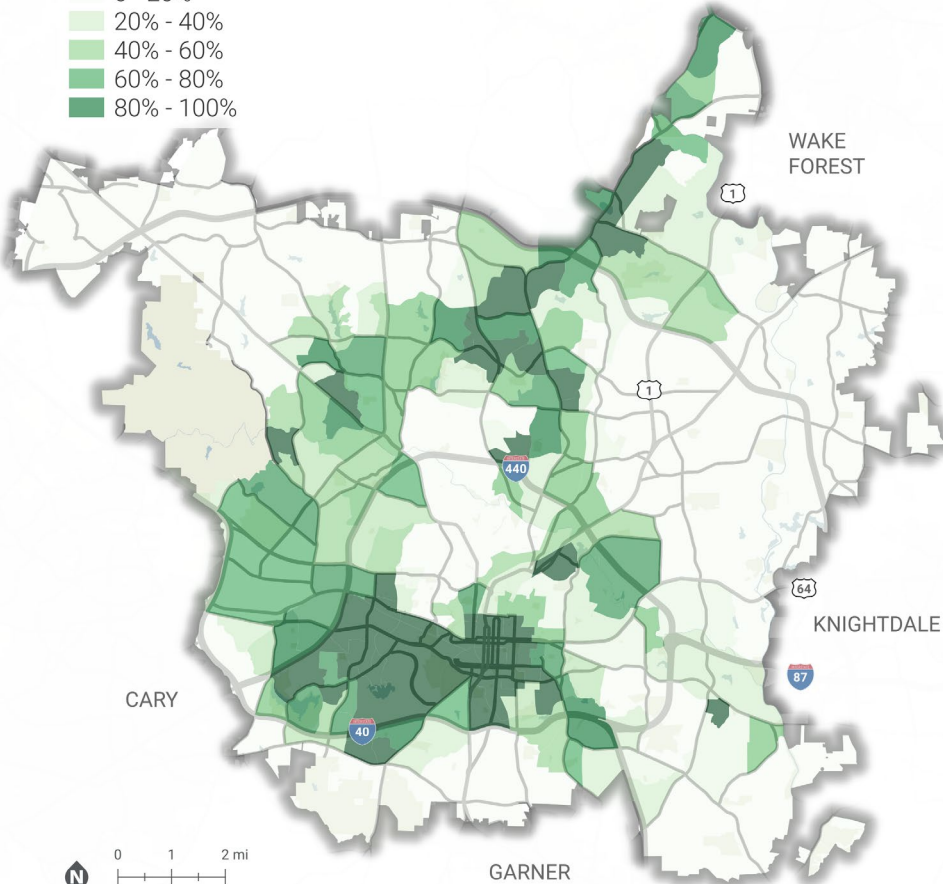 20% - 40%
40% - 60%
60% - 80%
80% - 100%
WAKE
FOREST
1
1
440
64
KNIGHTDALE
87
CARY
40
0 1 2 mi
N
GARNER